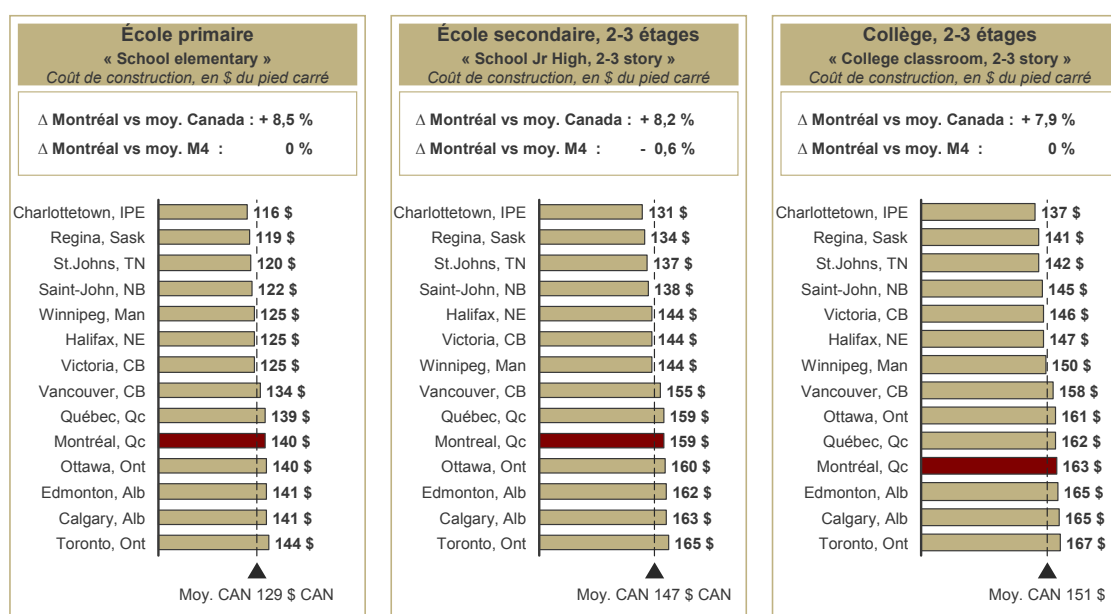 École primaire
« School elementary »
Coût de construction, en $ du pied carré
Δ Montréal vs moy. Canada : + 8,5 %
Δ Montréal vs moy. M4 : 0 %
Charlottetown, IPE 116 $
Regina, Sask 119 $
St.Johns, TN 120 $
Saint-John, NB 122 $
Winnipeg, Man 125 $
Halifax, NE 125 $
Victoria, CB 125 $
Vancouver, CB 134 $
Québec, Qc 139 $
Montréal, Qc 140 $
Ottawa, Ont 140 $
Edmonton, Alb 141 $
Calgary, Alb 141 $
Toronto, Ont 144 $
Moy. CAN 129 $ CAN
École secondaire, 2-3 étages
« School Jr High, 2-3 story »
Coût de construction, en $ du pied carré
Δ Montréal vs moy. Canada : + 8,2 %
Δ Montréal vs moy. M4 : - 0,6 %
Charlottetown, IPE 131 $
Regina, Sask 134 $
St.Johns, TN 137 $
Saint-John, NB 138 $
Halifax, NE 144 $
Victoria, CB 144 $
Winnipeg, Man 144 $
Vancouver, CB 155 $
Québec, Qc 159 $
Montreal, Qc 159 $
Ottawa, Ont 160 $
Edmonton, Alb 162 $
Calgary, Alb 163 $
Toronto, Ont 165 $
Moy. CAN 147 $ CAN
Collège, 2-3 étages
« College classroom, 2-3 story »
Coût de construction, en $ du pied carré
Δ Montréal vs moy. Canada : + 7,9 %
Δ Montréal vs moy. M4 : 0 %
Charlottetown, IPE 137 $
Regina, Sask 141 $
St.Johns, TN 142 $
Saint-John, NB 145 $
Victoria, CB 146 $
Halifax, NE 147 $
Winnipeg, Man 150 $
Vancouver, CB 158 $
Ottawa, Ont 161 $
Québec, Qc 162 $
Montréal, Qc 163 $
Edmonton, Alb 165 $
Calgary, Alb 165 $
Toronto, Ont 167 $
Moy. CAN 151 $